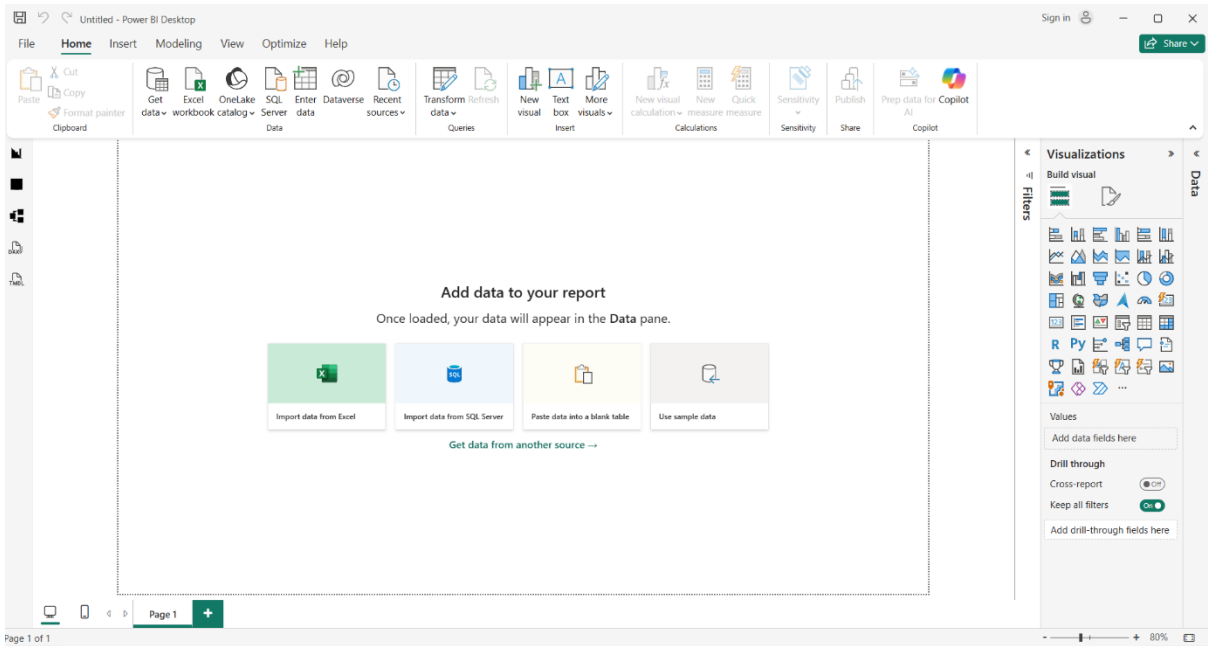 Untitled - Power BI Desktop
Sign in
File Home Insert Modeling View Optimize Help
Share
Paste
Cut
Copy
Format painter
Clipboard
Get data
Excel workbook
OneLake catalog
SQL Server
Enter data
Dataverse
Recent sources
Data
Transform data
Refresh
Queries
New visual
Text box
More visuals
Insert
New visual calculation
New measure
Quick measure
Calculations
Sensitivity
Sensitivity
Publish
Share
Prep data for AI
Copilot
Copilot
DAX
TMDL
Add data to your report
Once loaded, your data will appear in the Data pane.
SQL
Import data from Excel
Import data from SQL Server
Paste data into a blank table
Use sample data
Get data from another source →
Filters
Visualizations
Build visual
123
R Py
Values
Add data fields here
Drill through
Cross-report
Off
Keep all filters
On
Add drill-through fields here
Data
Page 1
Page 1 of 1
- + 80%